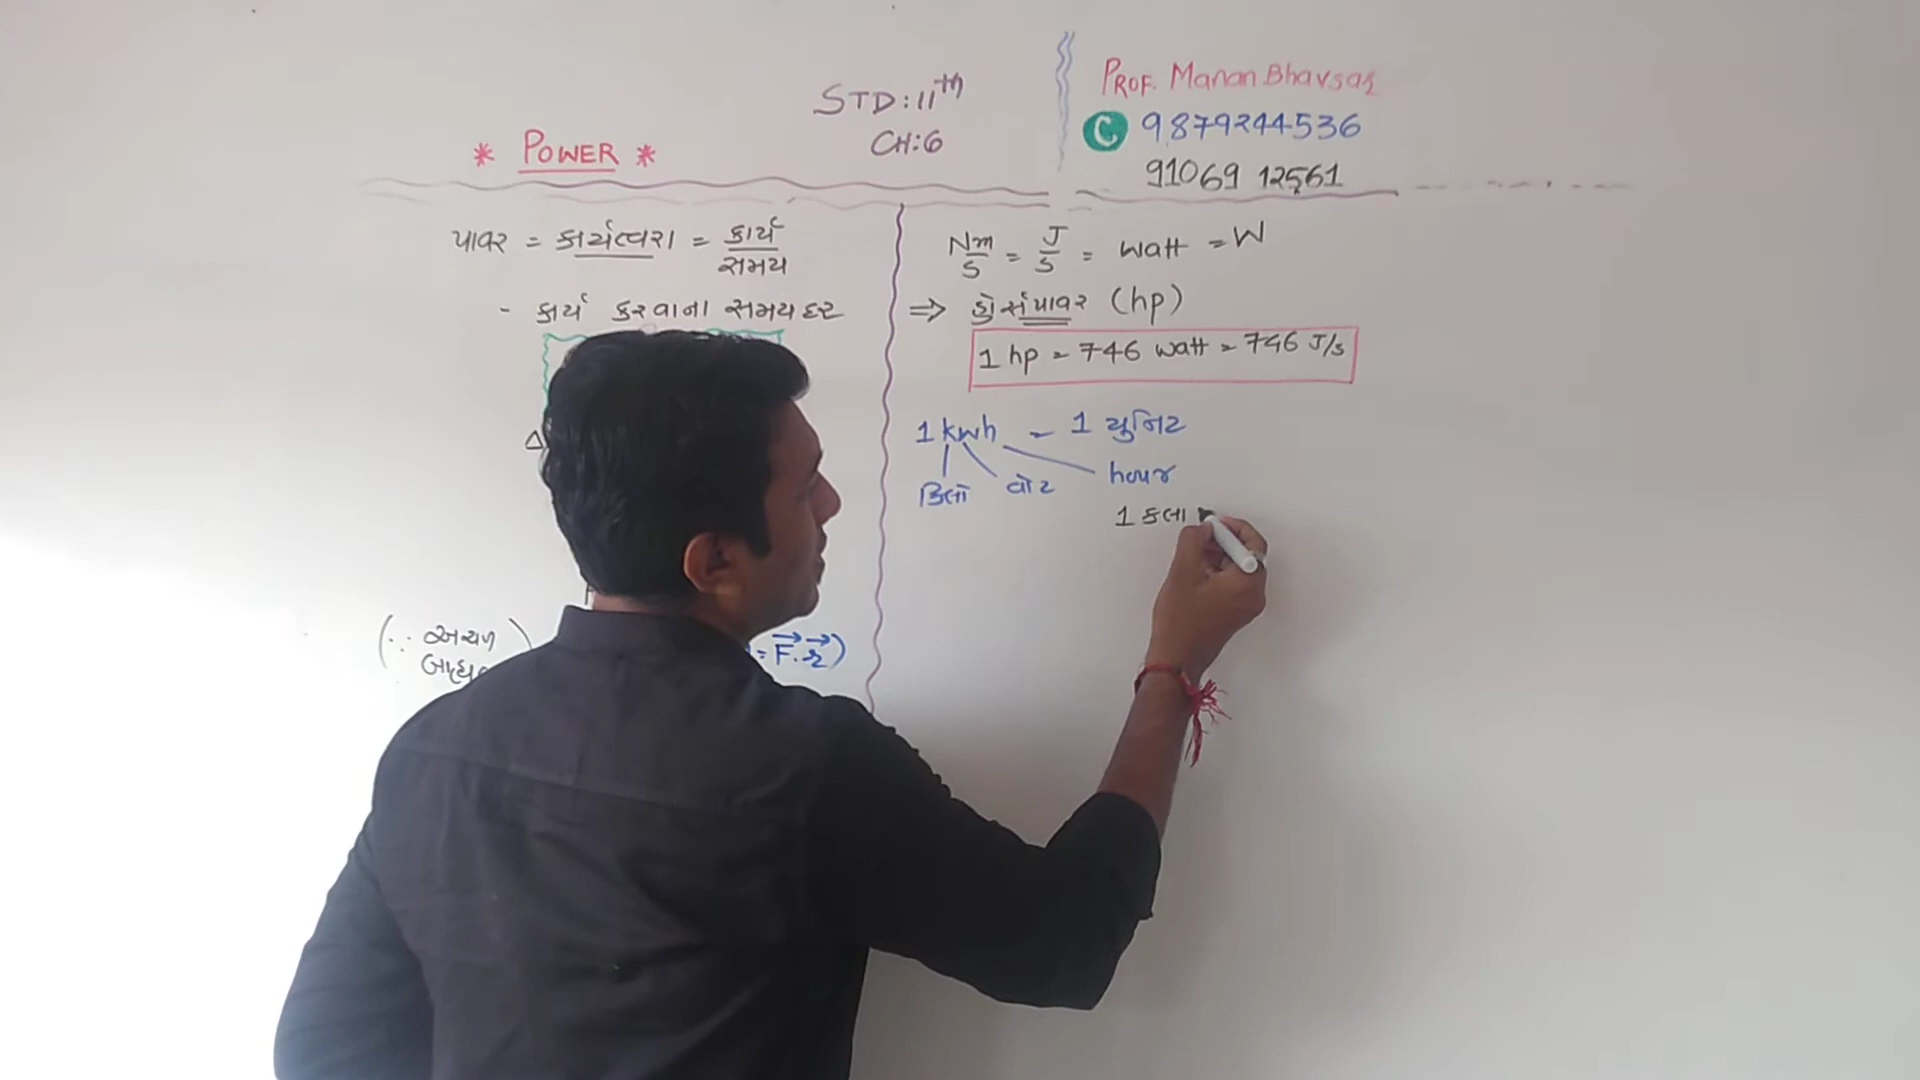 STD: 11th
CH: 6
* POWER *
PROF. Manan Bhavsar
C 9879244536
91069 12561
પાવર = કાર્યત્વરા = કાર્ય / સમય
- કાર્ય કરવાના સમયદર
Δ
(∵ અચળ
= F⃗.r⃗)
Nm/S = J/S = watt = W
⇒ હોર્સપાવર (hp)
1 hp = 746 watt = 746 J/s
1 kwh = 1 યુનિટ
કિલો વોટ hour
1 કલા